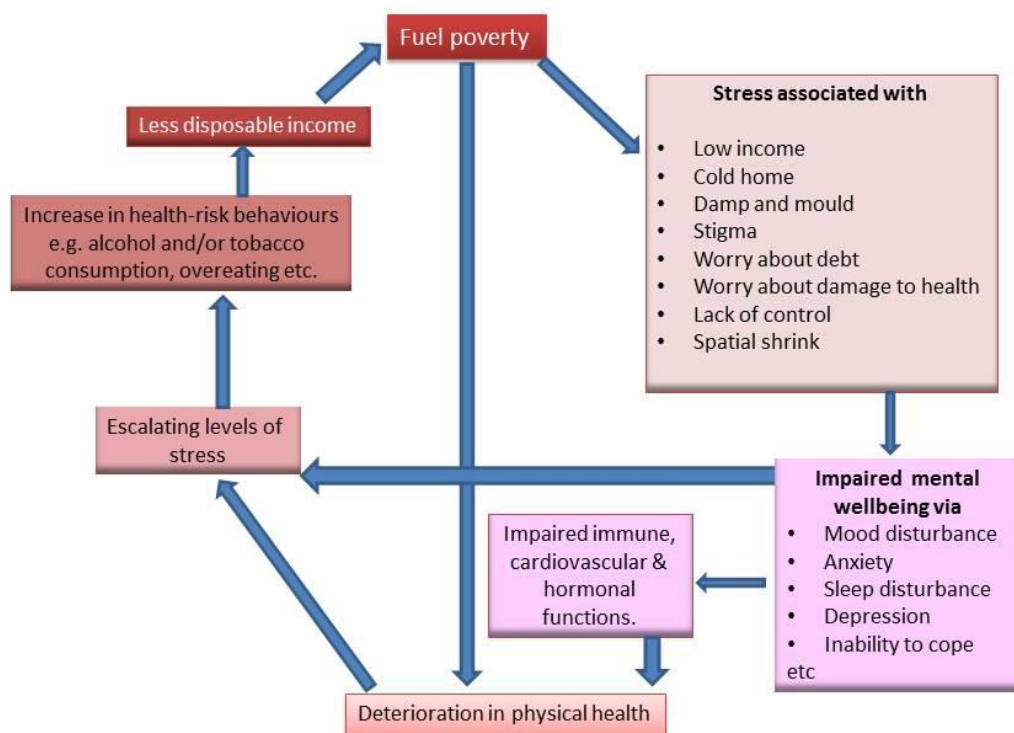 Fuel poverty
Stress associated with
• Low income
• Cold home
• Damp and mould
• Stigma
• Worry about debt
• Worry about damage to health
• Lack of control
• Spatial shrink
Impaired mental
wellbeing via
• Mood disturbance
• Anxiety
• Sleep disturbance
• Depression
• Inability to cope
etc
Impaired immune,
cardiovascular &
hormonal
functions.
Deterioration in physical health
Escalating levels of
stress
Increase in health-risk behaviours
e.g. alcohol and/or tobacco
consumption, overeating etc.
Less disposable income